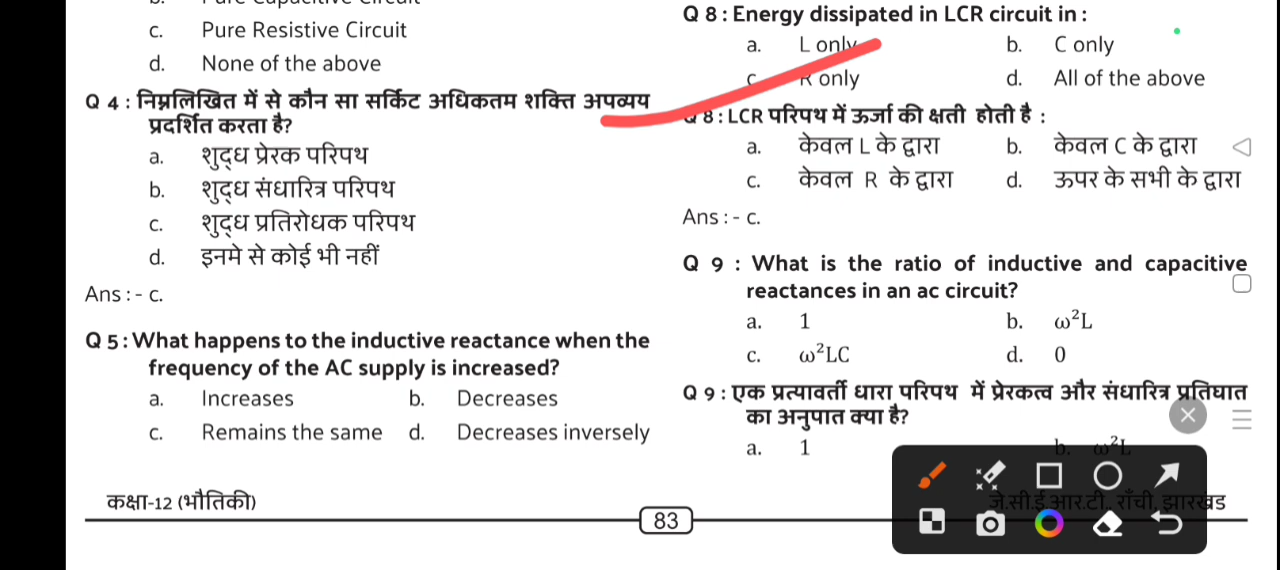 c. Pure Resistive Circuit
d. None of the above
Q 4 : निम्नलिखित में से कौन सा सर्किट अधिकतम शक्ति अपव्यय
प्रदर्शित करता है?
a. शुद्ध प्रेरक परिपथ
b. शुद्ध संधारित्र परिपथ
c. शुद्ध प्रतिरोधक परिपथ
d. इनमे से कोई भी नहीं
Ans : - c.
Q 5 : What happens to the inductive reactance when the
frequency of the AC supply is increased?
a. Increases b. Decreases
c. Remains the same d. Decreases inversely
Q 8 : Energy dissipated in LCR circuit in :
a. L only b. C only
c. R only d. All of the above
Q 8 : LCR परिपथ में ऊर्जा की क्षती होती है :
a. केवल L के द्वारा b. केवल C के द्वारा
c. केवल R के द्वारा d. ऊपर के सभी के द्वारा
Ans : - c.
Q 9 : What is the ratio of inductive and capacitive
reactances in an ac circuit?
a. 1 b. ω²L
c. ω²LC d. 0
Q 9 : एक प्रत्यावर्ती धारा परिपथ में प्रेरकत्व और संधारित्र प्रतिघात
का अनुपात क्या है?
a. 1 b. ω²L
कक्षा-12 (भौतिकी)
83
जे.सी.ई.आर.टी., राँची, झारखंड